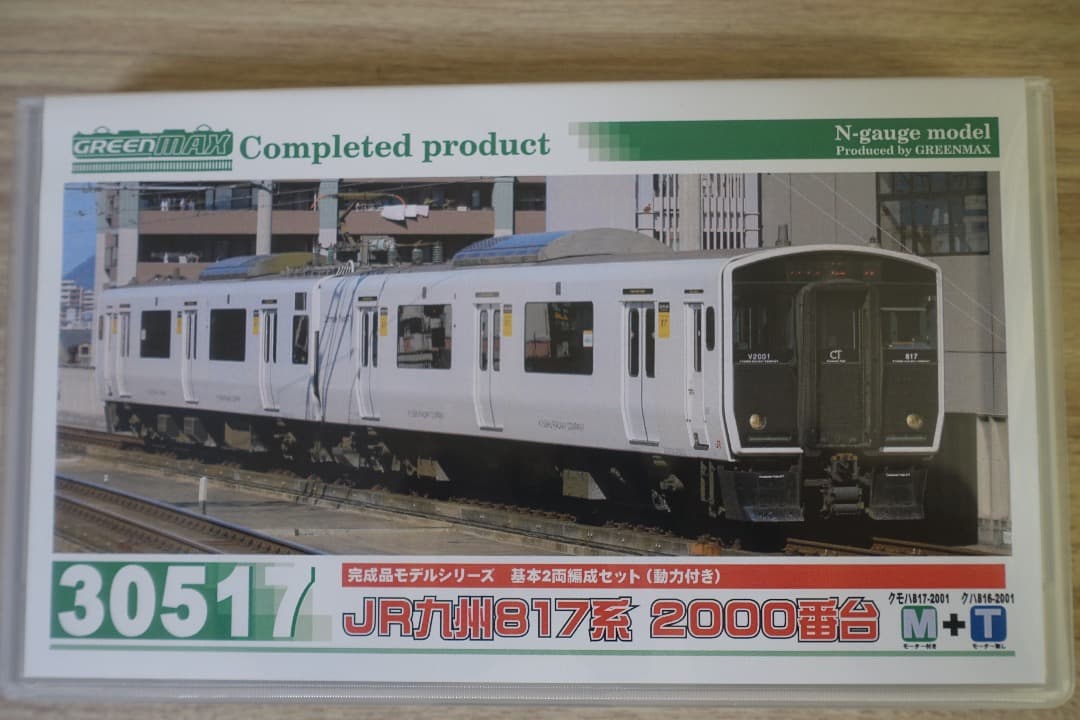 GREENMAX Completed product
N-gauge model
Produced by GREENMAX
V2001
CT
817
30517
完成品モデルシリーズ 基本2両編成セット(動力付き)
JR九州817系 2000番台
クモハ817-2001 クハ816-2001
M+T
モーター付き モーター無し